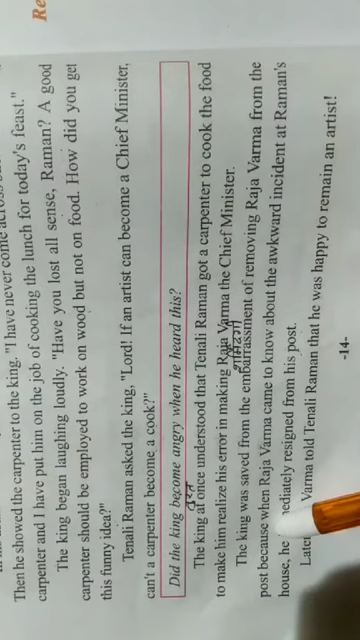 Re
Then he showed the carpenter to the king. "I have never come across
carpenter and I have put him on the job of cooking the lunch for today's feast."
The king began laughing loudly. "Have you lost all sense, Raman? A good
carpenter should be employed to work on wood but not on food. How did you get
this funny idea?"
Tenali Raman asked the king, "Lord! If an artist can become a Chief Minister,
can't a carpenter become a cook?"
Did the king become angry when he heard this?
तुरंत
The king at once understood that Tenali Raman got a carpenter to cook the food
to make him realize his error in making Raja Varma the Chief Minister.
शर्मिंदगी
The king was saved from the embarrassment of removing Raja Varma from the
post because when Raja Varma came to know about the awkward incident at Raman's
house, he mediately resigned from his post.
Later Varma told Tenali Raman that he was happy to remain an artist!
-14-